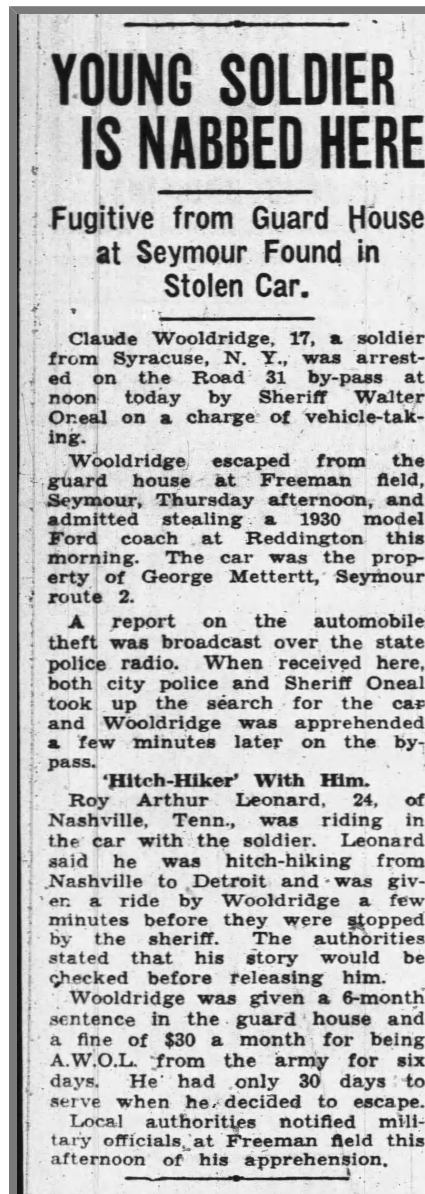 YOUNG SOLDIER
IS NABBED HERE
Fugitive from Guard House
at Seymour Found in
Stolen Car.
Claude Wooldridge, 17, a soldier
from Syracuse, N. Y., was arrest-
ed on the Road 31 by-pass at
noon today by Sheriff Walter
Oneal on a charge of vehicle-tak-
ing.
Wooldridge escaped from the
guard house at Freeman field,
Seymour, Thursday afternoon, and
admitted stealing a 1930 model
Ford coach at Reddington this
morning. The car was the prop-
erty of George Mettertt, Seymour
route 2.
A report on the automobile
theft was broadcast over the state
police radio. When received here,
both city police and Sheriff Oneal
took up the search for the car
and Wooldridge was apprehended
a few minutes later on the by-
pass.
'Hitch-Hiker' With Him.
Roy Arthur Leonard, 24, of
Nashville, Tenn., was riding in
the car with the soldier. Leonard
said he was hitch-hiking from
Nashville to Detroit and was giv-
en a ride by Wooldridge a few
minutes before they were stopped
by the sheriff. The authorities
stated that his story would be
checked before releasing him.
Wooldridge was given a 6-month
sentence in the guard house and
a fine of $30 a month for being
A.W.O.L. from the army for six
days. He had only 30 days to
serve when he decided to escape.
Local authorities notified mili-
tary officials at Freeman field this
afternoon of his apprehension.